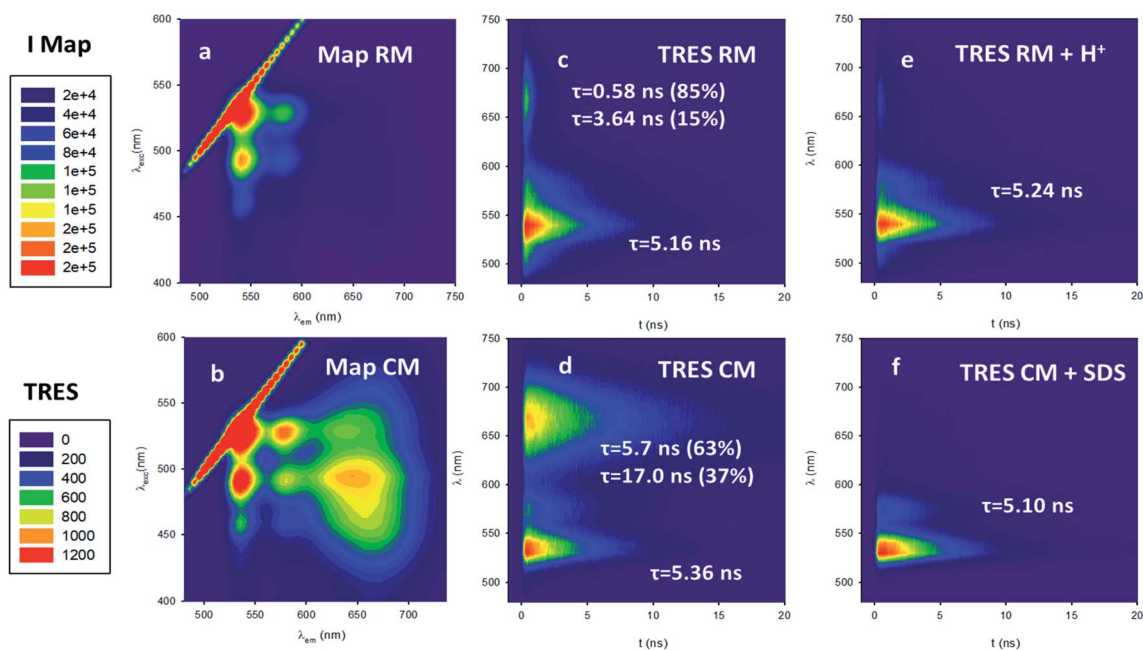 I Map
2e+4
4e+4
6e+4
8e+4
1e+5
1e+5
1e+5
2e+5
2e+5
2e+5
TRES
0
200
400
600
800
1000
1200
a
Map RM
600
550
500
450
400
λexc(nm)
500 550 600 650 700 750
λem (nm)
b
Map CM
600
550
500
450
400
λexc(nm)
500 550 600 650 700
λem (nm)
c
TRES RM
τ=0.58 ns (85%)
τ=3.64 ns (15%)
τ=5.16 ns
750
700
650
600
550
500
λ (nm)
0 5 10 15 20
t (ns)
d
TRES CM
τ=5.7 ns (63%)
τ=17.0 ns (37%)
τ=5.36 ns
750
700
650
600
550
500
λ (nm)
0 5 10 15 20
t (ns)
e
TRES RM + H⁺
τ=5.24 ns
750
700
650
600
550
500
λ (nm)
0 5 10 15 20
t (ns)
f
TRES CM + SDS
τ=5.10 ns
750
700
650
600
550
500
λ (nm)
0 5 10 15 20
t (ns)